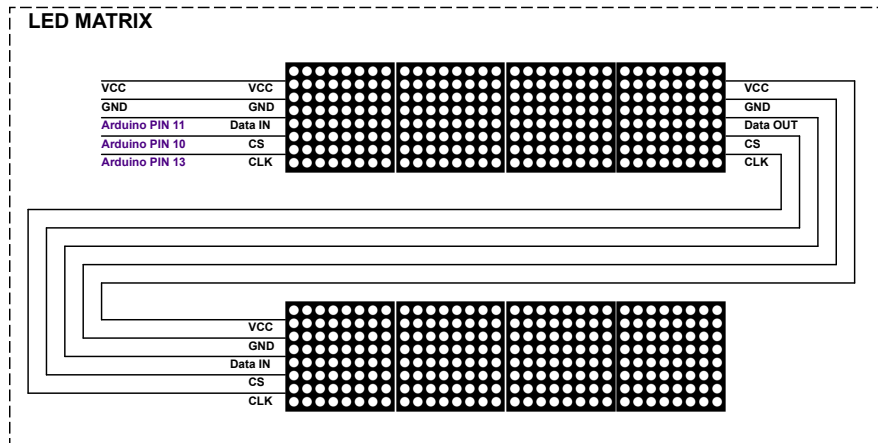 LED MATRIX
VCC VCC VCC
GND GND GND
Arduino PIN 11 Data IN Data OUT
Arduino PIN 10 CS CS
Arduino PIN 13 CLK CLK
VCC
GND
Data IN
CS
CLK